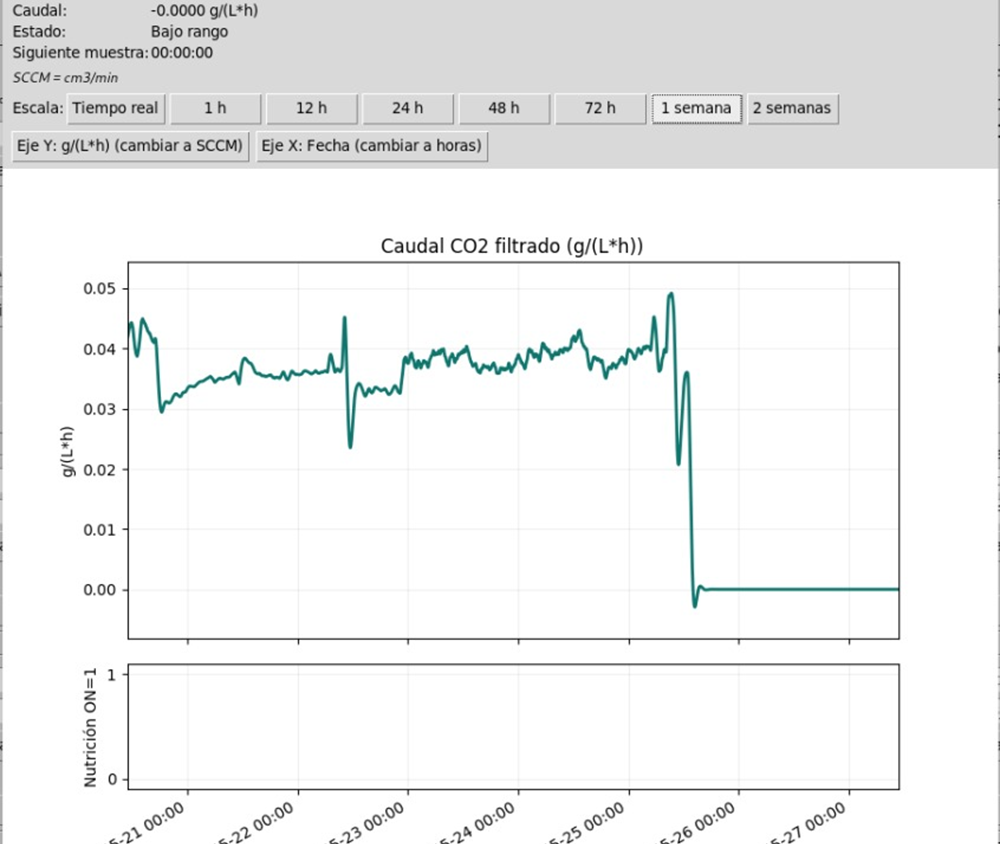 Caudal: -0.0000 g/(L*h)
Estado: Bajo rango
Siguiente muestra: 00:00:00
SCCM = cm3/min
Escala: Tiempo real 1 h 12 h 24 h 48 h 72 h 1 semana 2 semanas
Eje Y: g/(L*h) (cambiar a SCCM) Eje X: Fecha (cambiar a horas)
Caudal CO2 filtrado (g/(L*h))
0.05
0.04
0.03
g/(L*h)
0.02
0.01
0.00
Nutrición ON=1
1
0
5-21 00:00 5-22 00:00 5-23 00:00 5-24 00:00 5-25 00:00 5-26 00:00 5-27 00:00